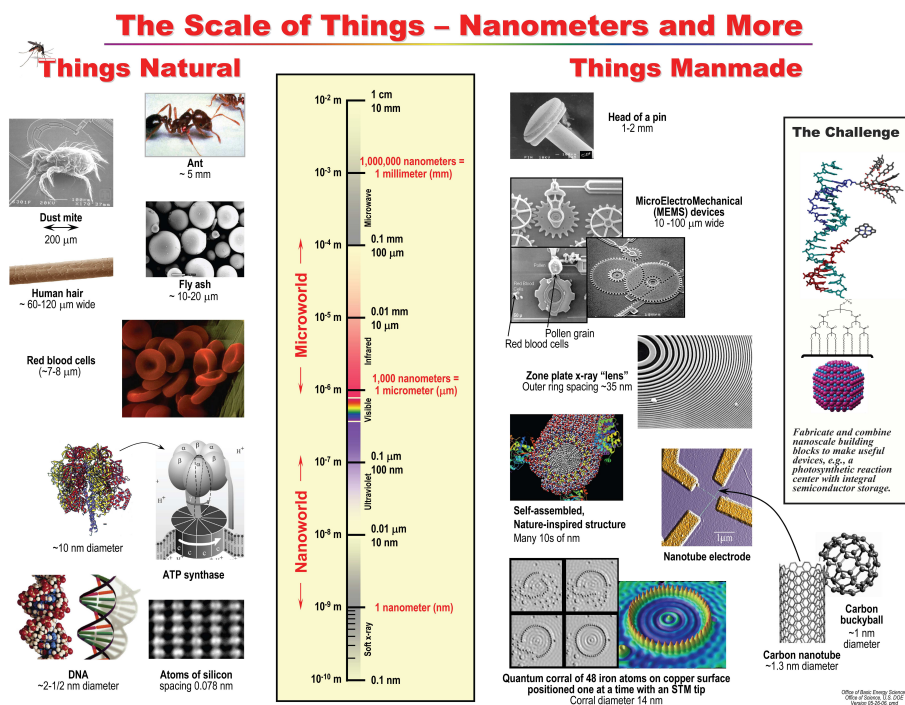 The Scale of Things – Nanometers and More
Things Natural
Things Manmade
Ant
~ 5 mm
Dust mite
200 μm
Fly ash
~ 10-20 μm
Human hair
~ 60-120 μm wide
Red blood cells
(~7-8 μm)
~10 nm diameter
H+
H+
H+
α
β
α
β
β
c
c
c
c
ATP synthase
DNA
~2-1/2 nm diameter
Atoms of silicon
spacing 0.078 nm
10-2 m
1 cm
10 mm
1,000,000 nanometers =
1 millimeter (mm)
10-3 m
Microwave
10-4 m
0.1 mm
100 μm
Microworld
10-5 m
0.01 mm
10 μm
Infrared
1,000 nanometers =
1 micrometer (μm)
10-6 m
Visible
10-7 m
0.1 μm
100 nm
Ultraviolet
Nanoworld
10-8 m
0.01 μm
10 nm
10-9 m
1 nanometer (nm)
Soft x-ray
10-10 m
0.1 nm
Head of a pin
1-2 mm
MicroElectroMechanical
(MEMS) devices
10 -100 μm wide
Red Blood
Cells
Pollen grain
Red blood cells
Zone plate x-ray “lens”
Outer ring spacing ~35 nm
Self-assembled,
Nature-inspired structure
Many 10s of nm
1μm
Nanotube electrode
Carbon
buckyball
~1 nm
diameter
Carbon nanotube
~1.3 nm diameter
Quantum corral of 48 iron atoms on copper surface
positioned one at a time with an STM tip
Corral diameter 14 nm
The Challenge
Fabricate and combine
nanoscale building
blocks to make useful
devices, e.g., a
photosynthetic reaction
center with integral
semiconductor storage.
Office of Basic Energy Sciences
Office of Science, U.S. DOE
Version 05-26-06, pmd